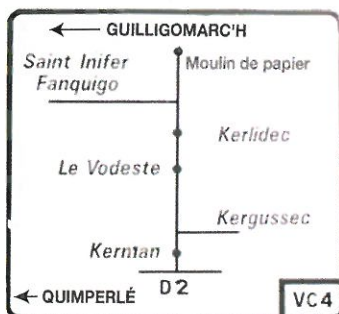 ← GUILLIGOMARC'H
Moulin de papier
Saint Inifer
Fanquigo
Kerlidec
Le Vodeste
Kergussec
Kerman
D2
← QUIMPERLÉ
VC4